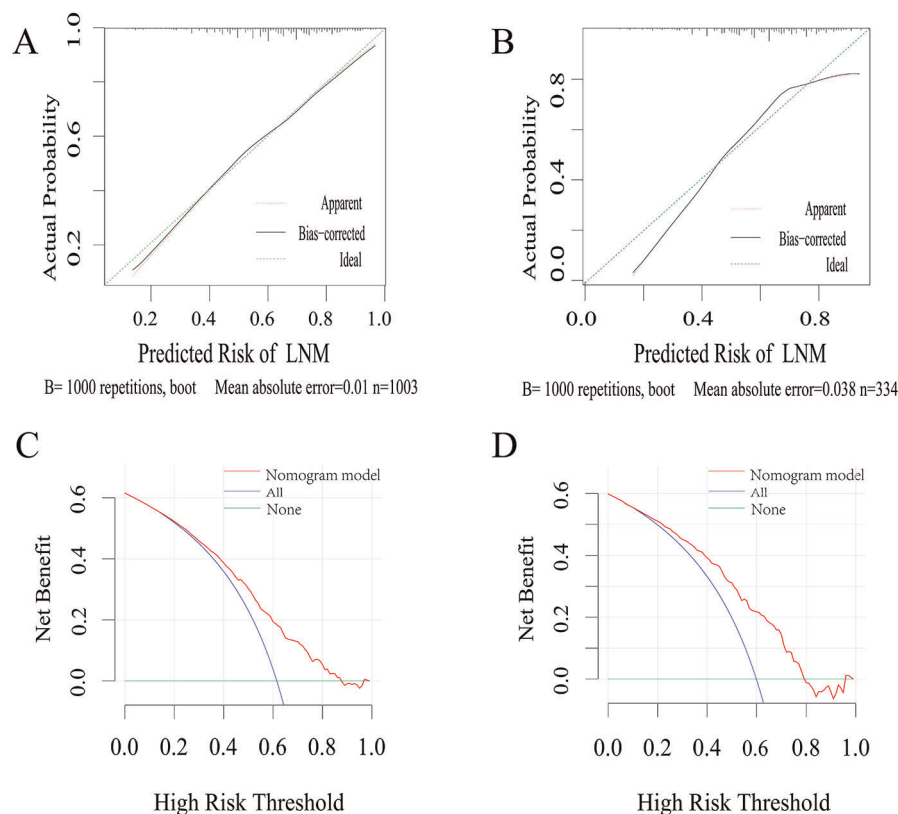 A
Actual Probability
1.0
0.6
0.2
Apparent
Bias-corrected
Ideal
0.2 0.4 0.6 0.8 1.0
Predicted Risk of LNM
B= 1000 repetitions, boot Mean absolute error=0.01 n=1003
B
Actual Probability
0.8
0.4
0.0
Apparent
Bias-corrected
Ideal
0.0 0.4 0.8
Predicted Risk of LNM
B= 1000 repetitions, boot Mean absolute error=0.038 n=334
C
Net Benefit
0.6
0.4
0.2
0.0
Nomogram model
All
None
0.0 0.2 0.4 0.6 0.8 1.0
High Risk Threshold
D
Net Benefit
0.6
0.4
0.2
0.0
Nomogram model
All
None
0.0 0.2 0.4 0.6 0.8 1.0
High Risk Threshold